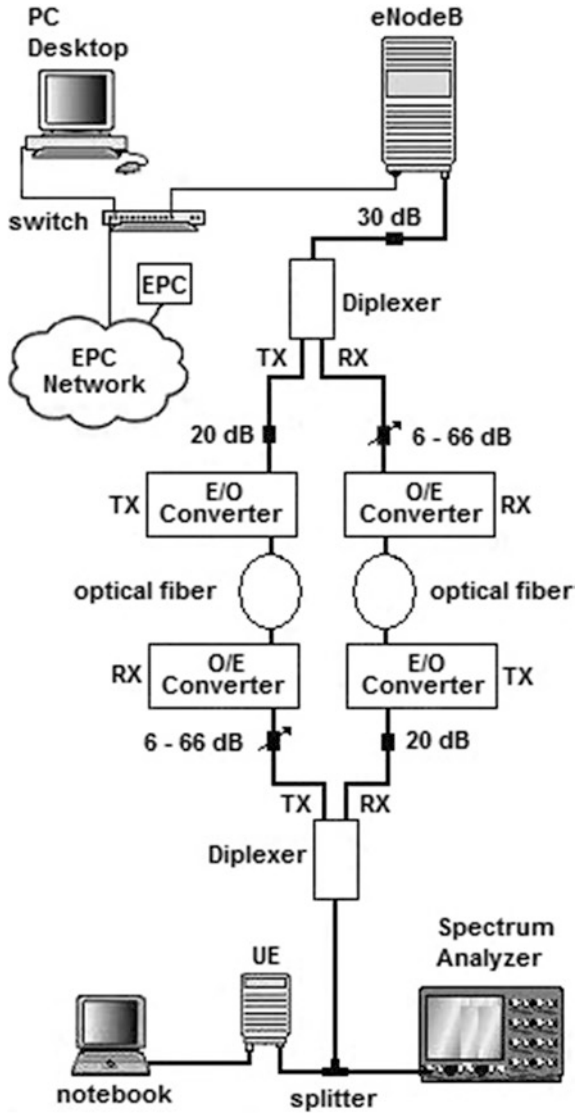 PC
Desktop
eNodeB
switch
30 dB
EPC
EPC
Network
Diplexer
TX
RX
20 dB
6 - 66 dB
TX
E/O
Converter
O/E
Converter
RX
optical fiber
optical fiber
RX
O/E
Converter
E/O
Converter
TX
6 - 66 dB
20 dB
TX
RX
Diplexer
UE
Spectrum
Analyzer
notebook
splitter